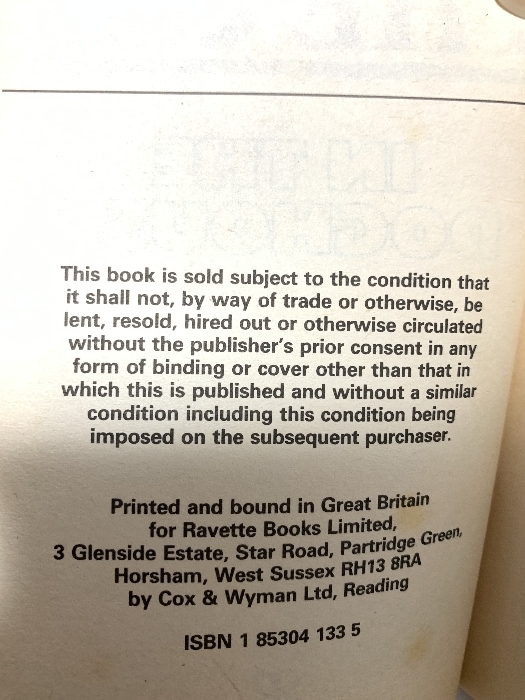 This book is sold subject to the condition that
it shall not, by way of trade or otherwise, be
lent, resold, hired out or otherwise circulated
without the publisher's prior consent in any
form of binding or cover other than that in
which this is published and without a similar
condition including this condition being
imposed on the subsequent purchaser.
Printed and bound in Great Britain
for Ravette Books Limited,
3 Glenside Estate, Star Road, Partridge Green,
Horsham, West Sussex RH13 8RA
by Cox & Wyman Ltd, Reading
ISBN 1 85304 133 5